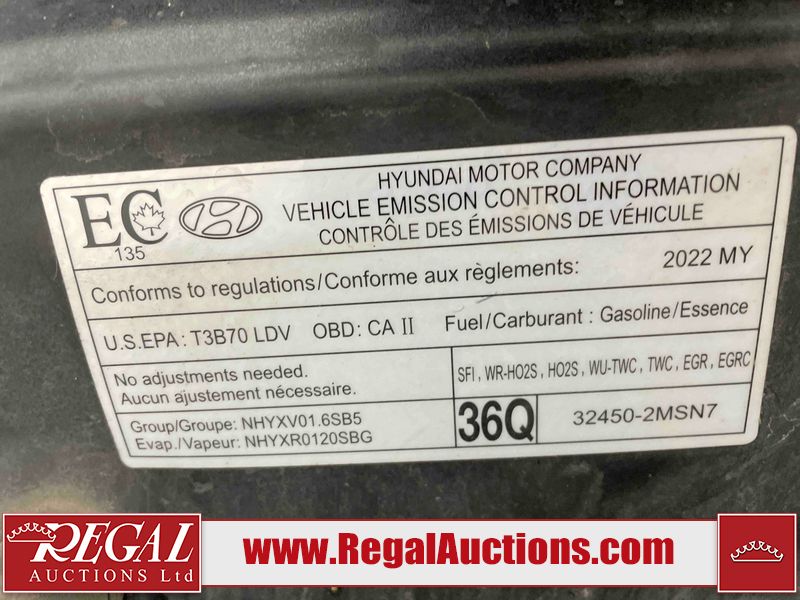 EC
135
HYUNDAI MOTOR COMPANY
VEHICLE EMISSION CONTROL INFORMATION
CONTRÔLE DES ÉMISSIONS DE VÉHICULE
Conforms to regulations/Conforme aux règlements: 2022 MY
U.S.EPA : T3B70 LDV OBD: CA II Fuel/Carburant : Gasoline/Essence
No adjustments needed.
Aucun ajustement nécessaire.
SFI , WR-HO2S , HO2S , WU-TWC , TWC , EGR , EGRC
Group/Groupe: NHYXV01.6SB5
Evap./Vapeur: NHYXR0120SBG
36Q
32450-2MSN7
REGAL
AUCTIONS Ltd
www.RegalAuctions.com